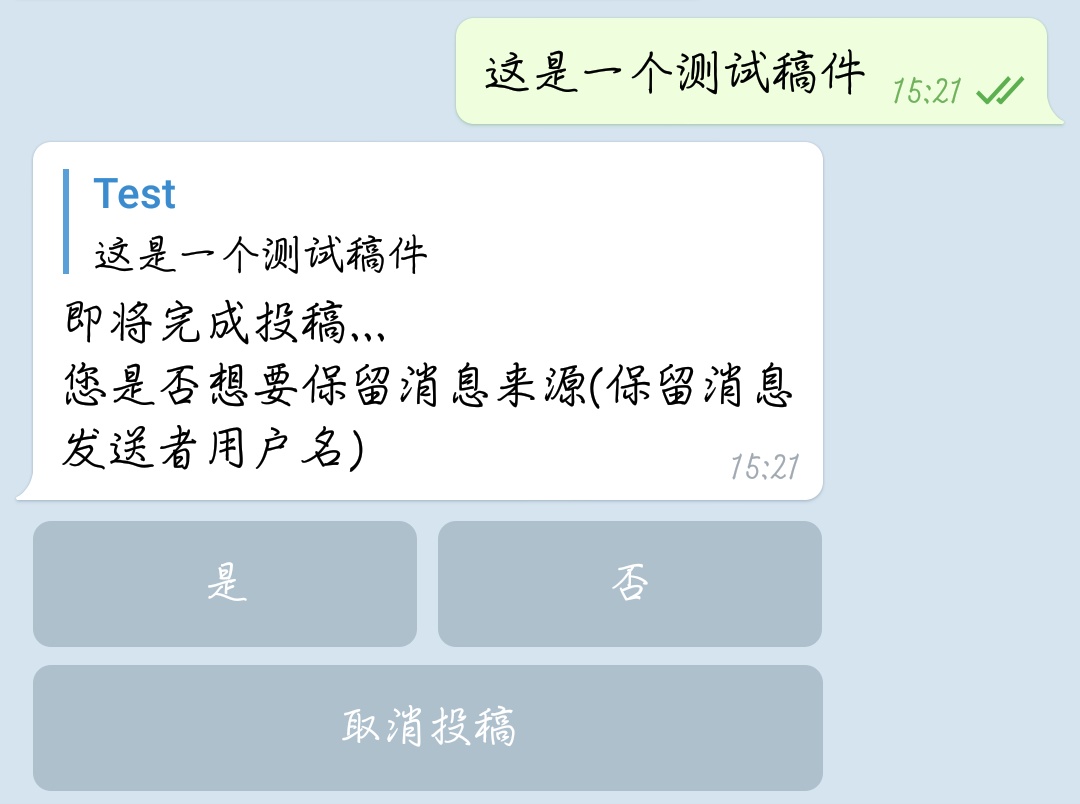 这是一个测试稿件
15:21
Test
这是一个测试稿件
即将完成投稿...
您是否想要保留消息来源(保留消息
发送者用户名)
15:21
是
否
取消投稿